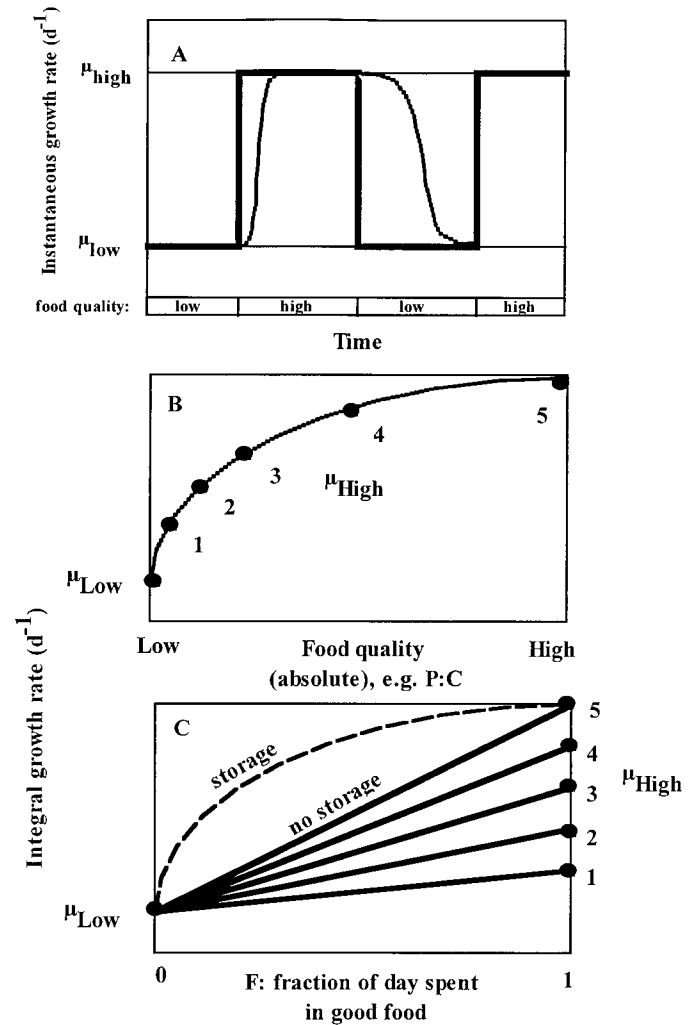 Instantaneous growth rate (d⁻¹)
A
μhigh
μlow
food quality:
low
high
low
high
Time
B
μLow
1
2
3
4
5
μHigh
Low
Food quality
High
(absolute), e.g. P:C
Integral growth rate (d⁻¹)
C
storage
no storage
5
4
3
2
1
μHigh
μLow
0
F: fraction of day spent
1
in good food